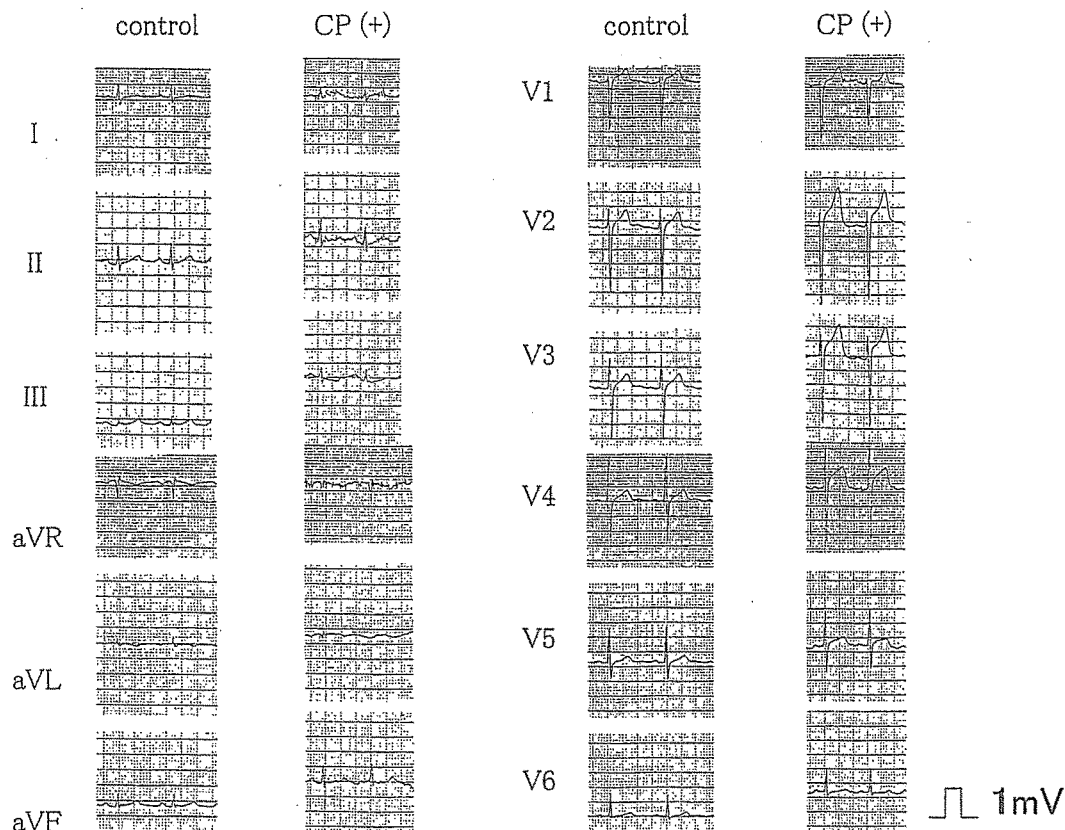 control CP (+) control CP (+)
I
II
III
aVR
aVL
aVF
V1
V2
V3
V4
V5
V6
1mV